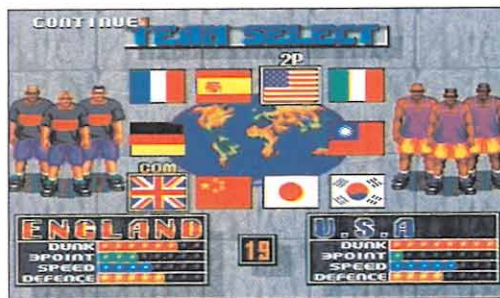 CONTINUE
TEAM SELECT
2P
COM
ENGLAND
DUNK
3POINT
SPEED
DEFENCE
19
U.S.A
DUNK
3POINT
SPEED
DEFENCE